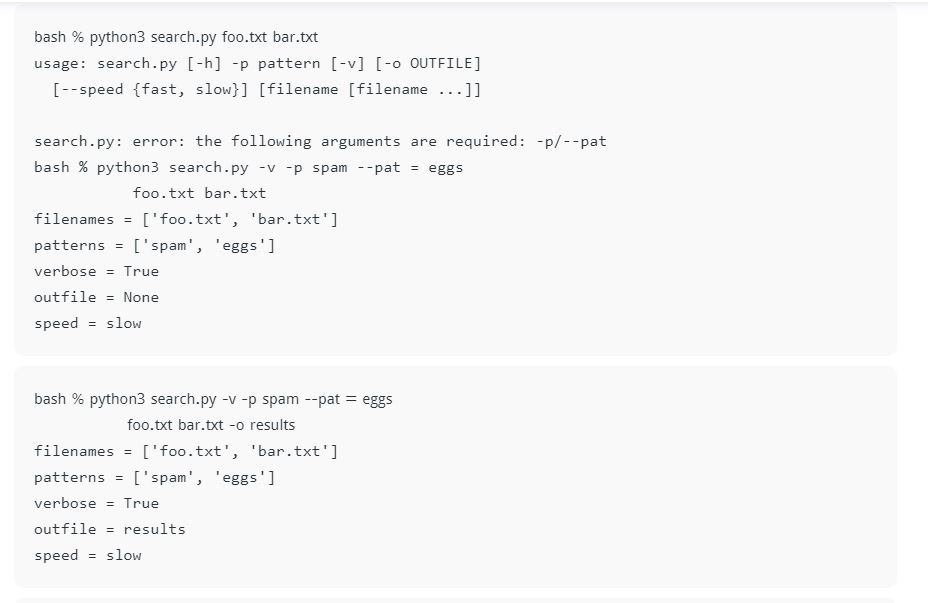 bash % python3 search.py foo.txt bar.txt
usage: search.py [-h] -p pattern [-v] [-o OUTFILE]
[--speed {fast, slow}] [filename [filename ...]]
search.py: error: the following arguments are required: -p/--pat
bash % python3 search.py -v -p spam --pat = eggs
foo.txt bar.txt
filenames = ['foo.txt', 'bar.txt']
patterns = ['spam', 'eggs']
verbose = True
outfile = None
speed = slow
bash % python3 search.py -v -p spam --pat = eggs
foo.txt bar.txt -o results
filenames = ['foo.txt', 'bar.txt']
patterns = ['spam', 'eggs']
verbose = True
outfile = results
speed = slow